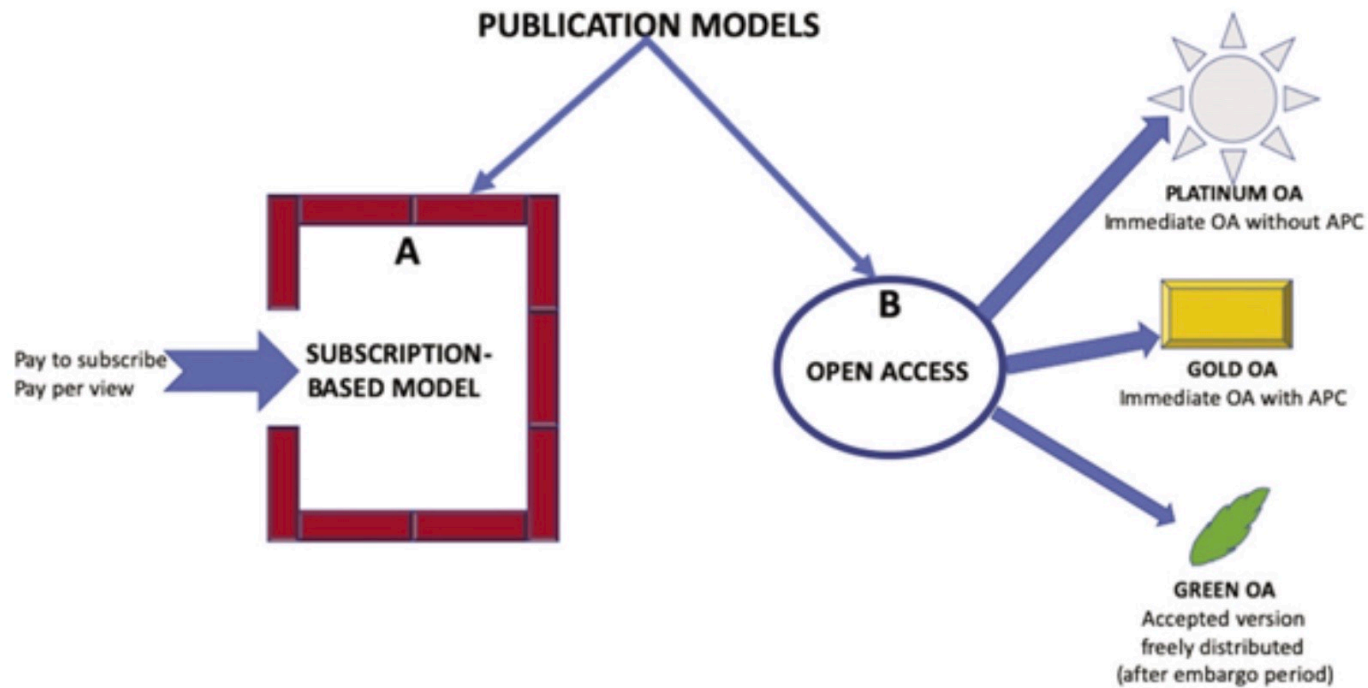 PUBLICATION MODELS
A
Pay to subscribe
Pay per view
SUBSCRIPTION-
BASED MODEL
B
OPEN ACCESS
PLATINUM OA
Immediate OA without APC
GOLD OA
Immediate OA with APC
GREEN OA
Accepted version
freely distributed
(after embargo period)